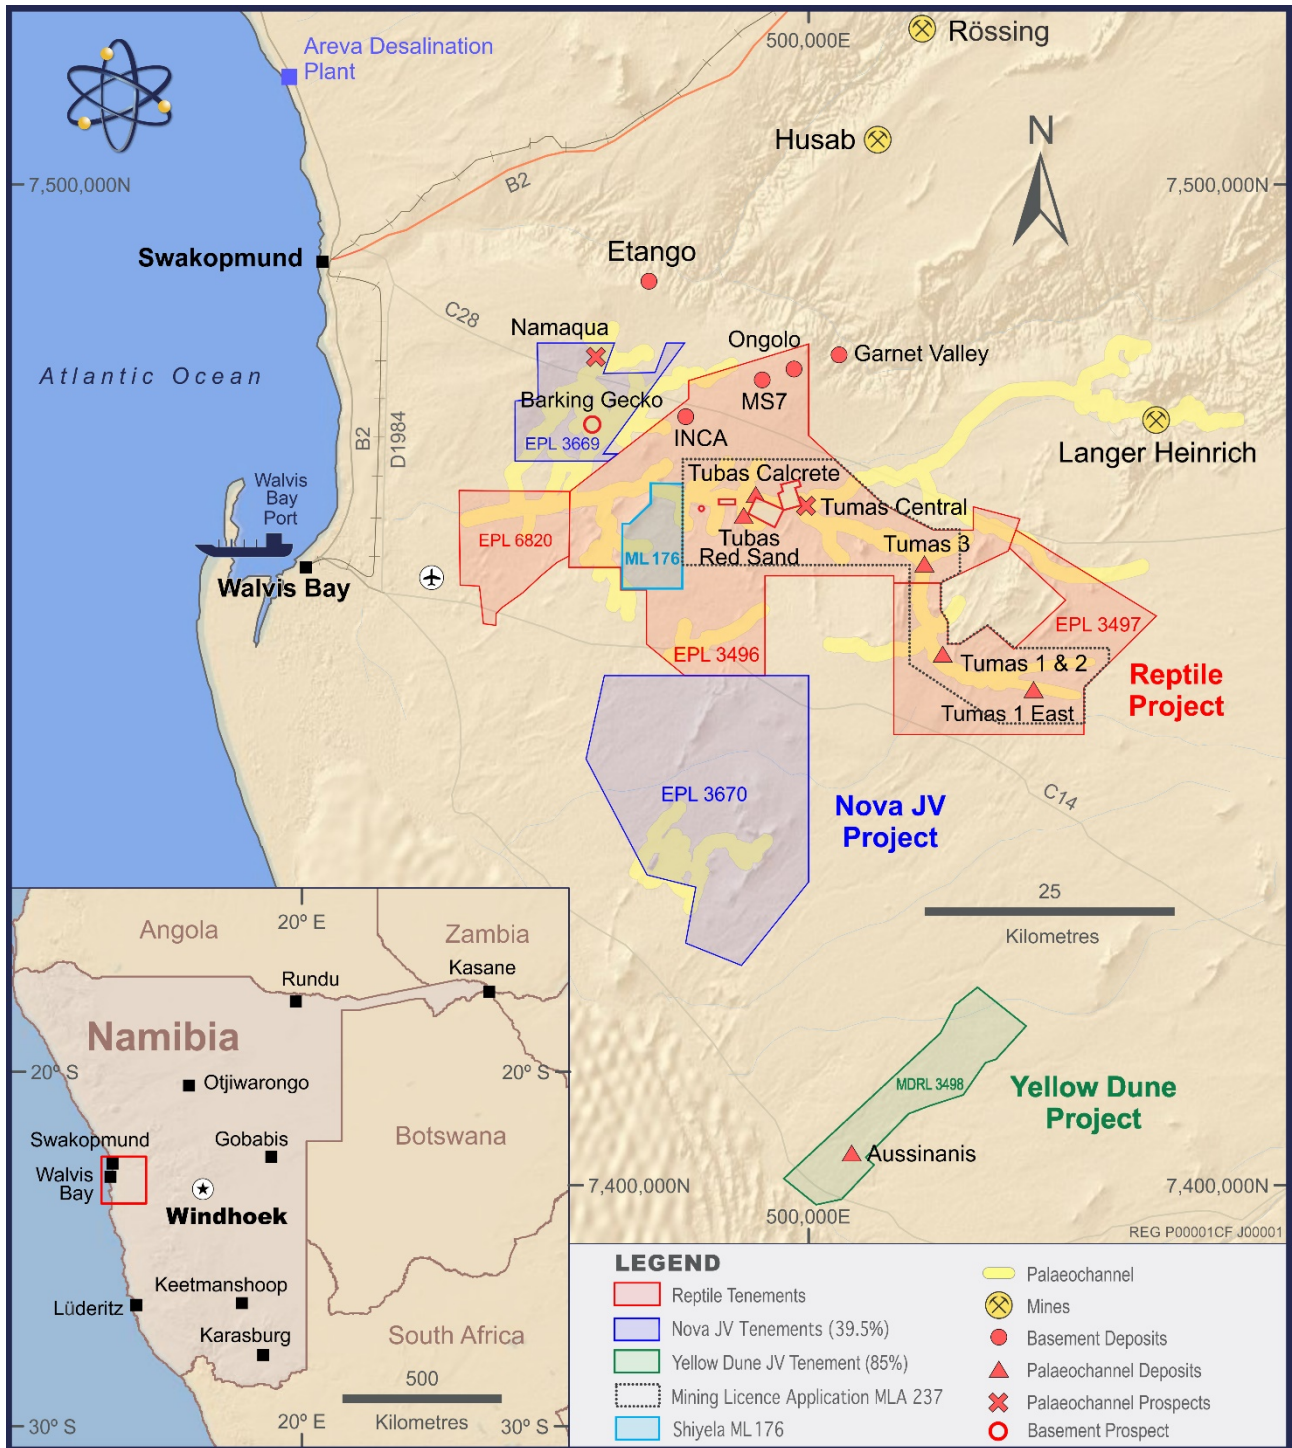 Areva Desalination
Plant
500,000E
Rössing
Husab
N
7,500,000N
7,500,000N
B2
Swakopmund
Etango
C28
Namaqua
Ongolo
Garnet Valley
Atlantic Ocean
MS7
Barking Gecko
B2
D1984
INCA
EPL 3669
Langer Heinrich
Tubas Calcrete
Walvis
Bay
Port
Tumas Central
Tubas
Red Sand
EPL 6820
ML 176
Tumas 3
Walvis Bay
EPL 3497
EPL 3496
Tumas 1 & 2
Reptile
Project
Tumas 1 East
EPL 3670
C14
Nova JV
Project
25
Kilometres
MDRL 3498
Yellow Dune
Project
Aussinanis
7,400,000N
7,400,000N
500,000E
REG P00001CF J00001
Angola
20° E
Zambia
Kasane
Rundu
Namibia
20° S
20° S
Otjiwarongo
Swakopmund
Gobabis
Botswana
Walvis
Bay
Windhoek
Keetmanshoop
Lüderitz
Karasburg
South Africa
500
Kilometres
30° S
20° E
30° S
LEGEND
Reptile Tenements
Nova JV Tenements (39.5%)
Yellow Dune JV Tenement (85%)
Mining Licence Application MLA 237
Shiyela ML 176
Palaeochannel
Mines
Basement Deposits
Palaeochannel Deposits
Palaeochannel Prospects
Basement Prospect